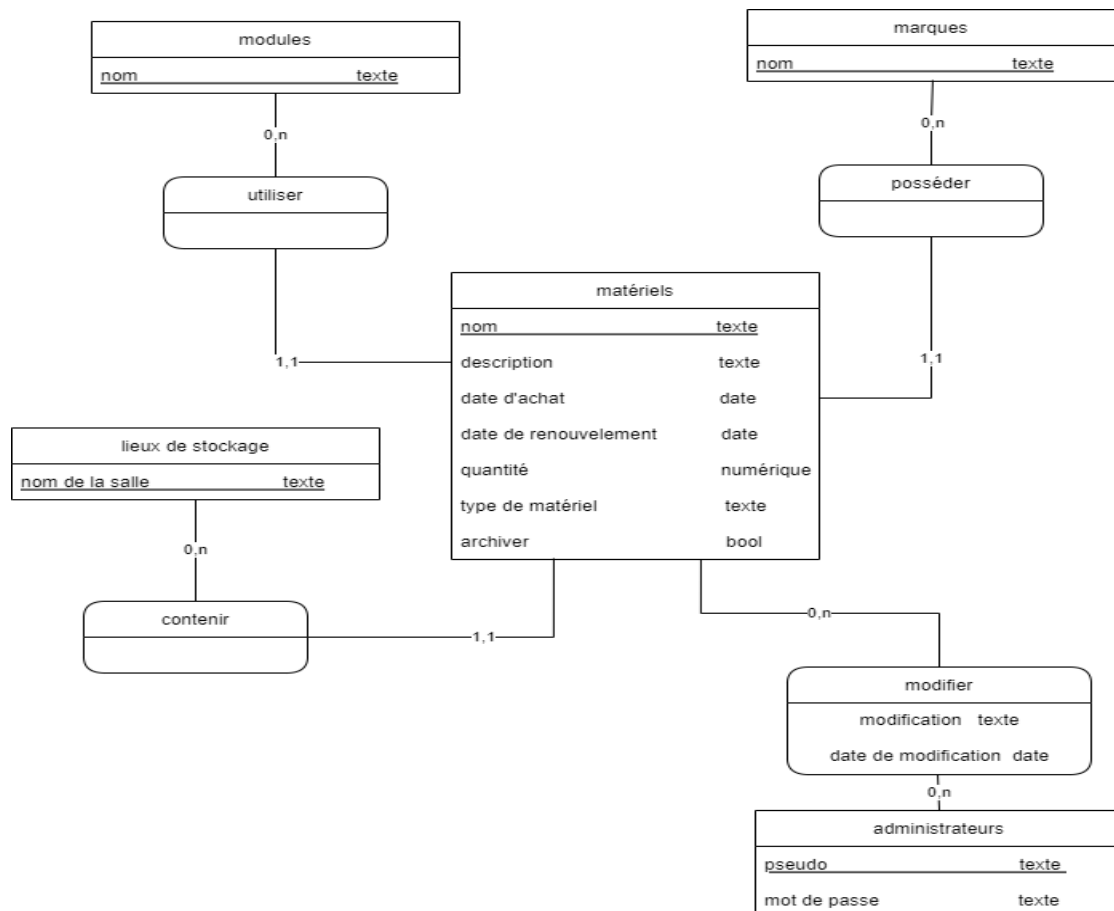 modules
nom texte
0,n
utiliser
1,1
marques
nom texte
0,n
posséder
1,1
matériels
nom texte
description texte
date d'achat date
date de renouvelement date
quantité numérique
type de matériel texte
archiver bool
lieux de stockage
nom de la salle texte
0,n
contenir
1,1
0,n
modifier
modification texte
date de modification date
0,n
administrateurs
pseudo texte
mot de passe texte